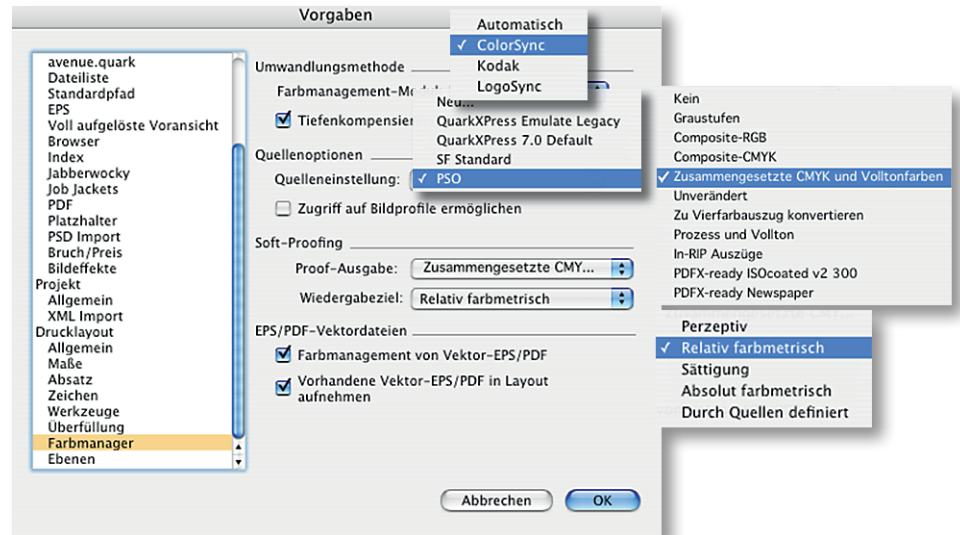 Vorgaben
avenue.quark
Dateiliste
Standardpfad
EPS
Voll aufgelöste Voransicht
Browser
Index
Jabberwocky
Job Jackets
PDF
Platzhalter
PSD Import
Bruch/Preis
Bildeffekte
Projekt
Allgemein
XML Import
Drucklayout
Allgemein
Maße
Absatz
Zeichen
Werkzeuge
Überfüllung
Farbmanager
Ebenen
Umwandlungsmethode
Tiefenkompensier
Quellenoptionen
Quelleneinstellung:
Zugriff auf Bildprofile ermöglichen
Soft-Proofing
Proof-Ausgabe: Zusammengesetzte CMY...
Wiedergabeziel: Relativ farbmetrisch
EPS/PDF-Vektordateien
Farbmanagement von Vektor-EPS/PDF
Vorhandene Vektor-EPS/PDF in Layout
aufnehmen
Abbrechen
OK
Automatisch
ColorSync
Kodak
LogoSync
Neu...
QuarkXPress Emulate Legacy
QuarkXPress 7.0 Default
SF Standard
PSO
Kein
Graustufen
Composite-RGB
Composite-CMYK
Zusammengesetzte CMYK und Volltonfarben
Unverändert
Zu Vierfarbauszug konvertieren
Prozess und Vollton
In-RIP Auszüge
PDFX-ready ISOcoated v2 300
PDFX-ready Newspaper
Perzeptiv
Relativ farbmetrisch
Sättigung
Absolut farbmetrisch
Durch Quellen definiert